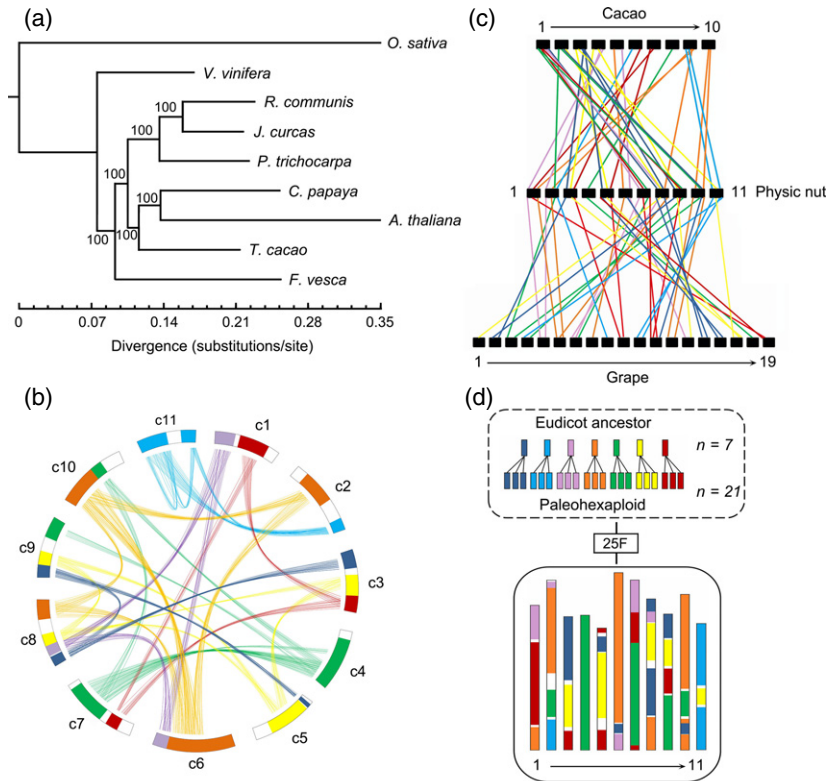 (a)
O. sativa
V. vinifera
R. communis
100
100
J. curcas
100
P. trichocarpa
100
C. papaya
100
100
100
A. thaliana
T. cacao
F. vesca
0 0.07 0.14 0.21 0.28 0.35
Divergence (substitutions/site)
(b)
c11
c1
c10
c2
c9
c3
c8
c4
c7
c5
c6
(c)
Cacao
1 10
1 11 Physic nut
1 19
Grape
(d)
Eudicot ancestor
n = 7
n = 21
Paleohexaploid
25F
1 11